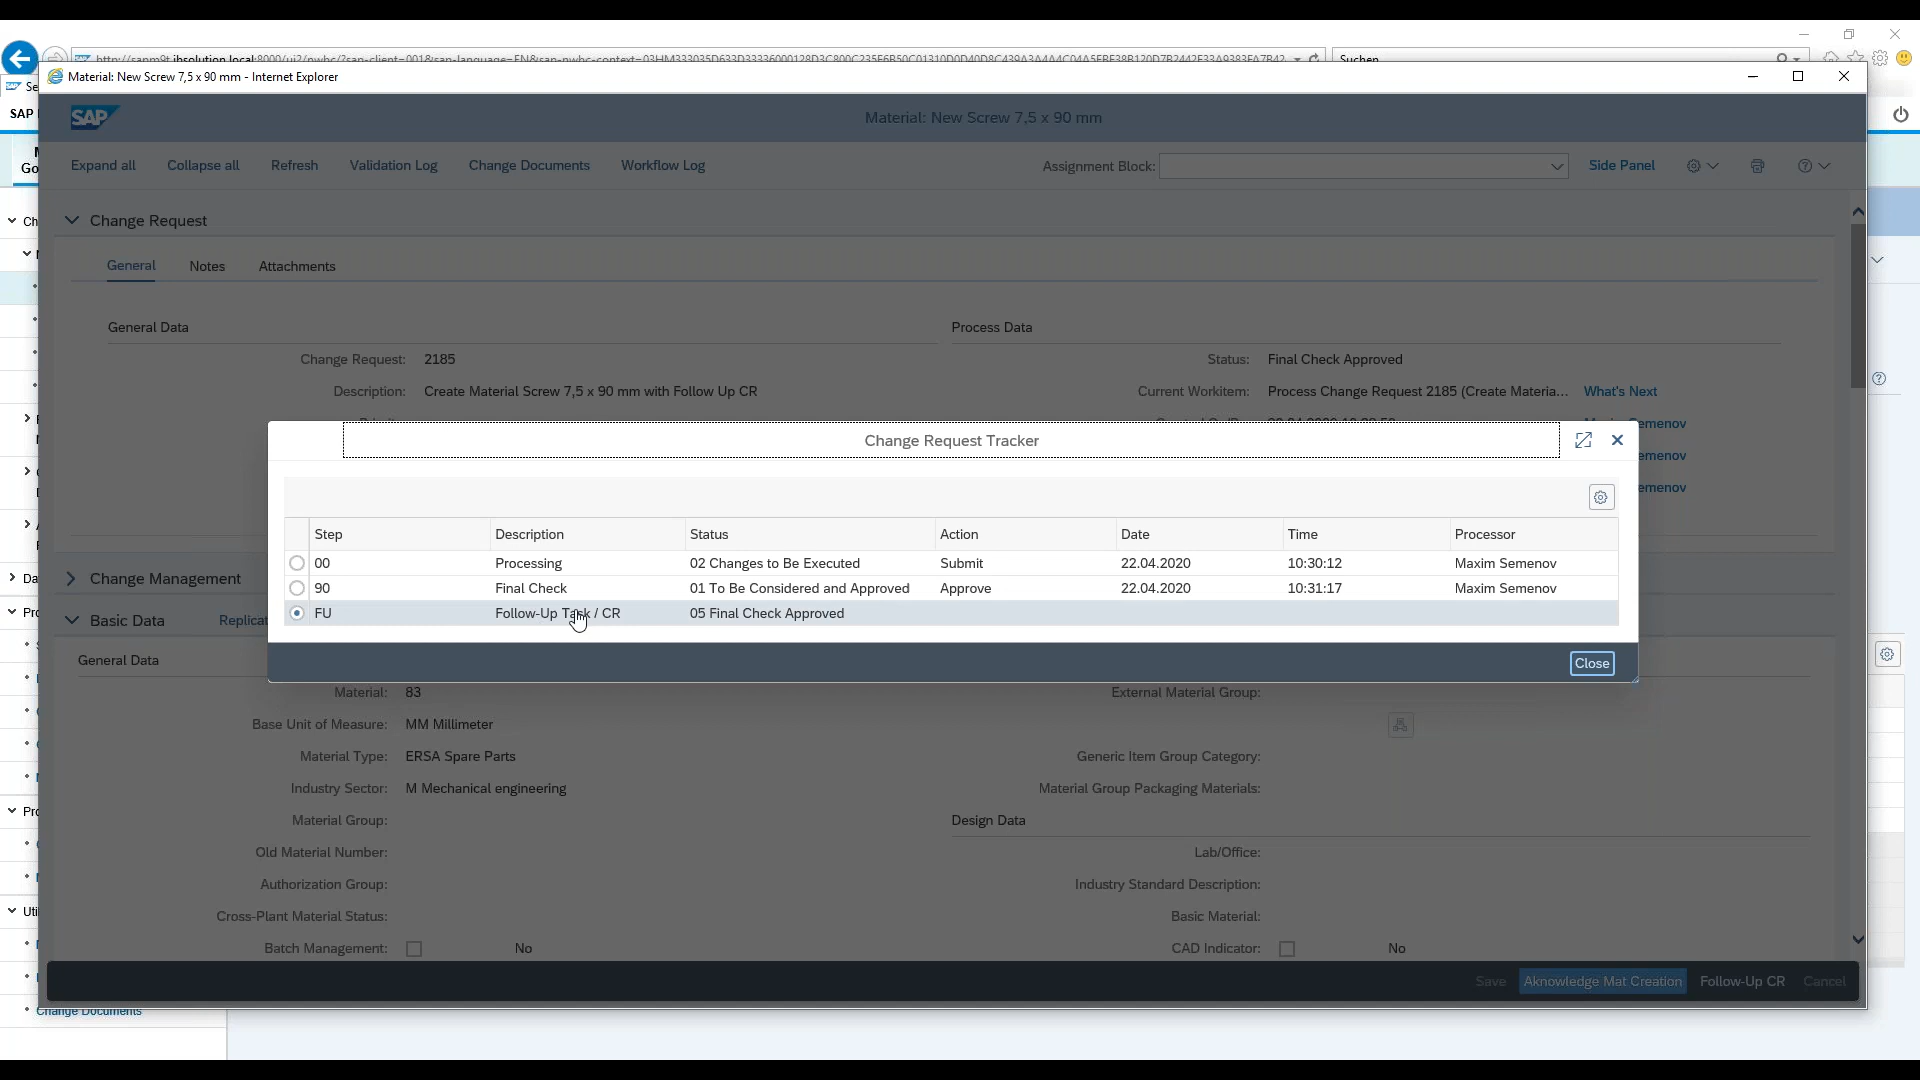 Suchen
Material: New Screw 7,5 x 90 mm - Internet Explorer
SAP
SAP Material: New Screw 7,5 x 90 mm
Expand all Collapse all Refresh Validation Log Change Documents Workflow Log Assignment Block: Side Panel
Change Request
General Notes Attachments
General Data Process Data
Change Request: 2185 Status: Final Check Approved
Description: Create Material Screw 7,5 x 90 mm with Follow Up CR Current Workitem: Process Change Request 2185 (Create Materia... What's Next
emenov
Change Request Tracker
emenov
emenov
Step Description Status Action Date Time Processor
00 Processing 02 Changes to Be Executed Submit 22.04.2020 10:30:12 Maxim Semenov
90 Final Check 01 To Be Considered and Approved Approve 22.04.2020 10:31:17 Maxim Semenov
FU Follow-Up Task / CR 05 Final Check Approved
Close
Change Management
Basic Data Replicat
General Data
Material: 83 External Material Group:
Base Unit of Measure: MM Millimeter
Material Type: ERSA Spare Parts Generic Item Group Category:
Industry Sector: M Mechanical engineering Material Group Packaging Materials:
Material Group: Design Data
Old Material Number: Lab/Office:
Authorization Group: Industry Standard Description:
Cross-Plant Material Status: Basic Material:
Batch Management: No CAD Indicator: No
Save Aknowledge Mat Creation Follow-Up CR Cancel
Change Documents